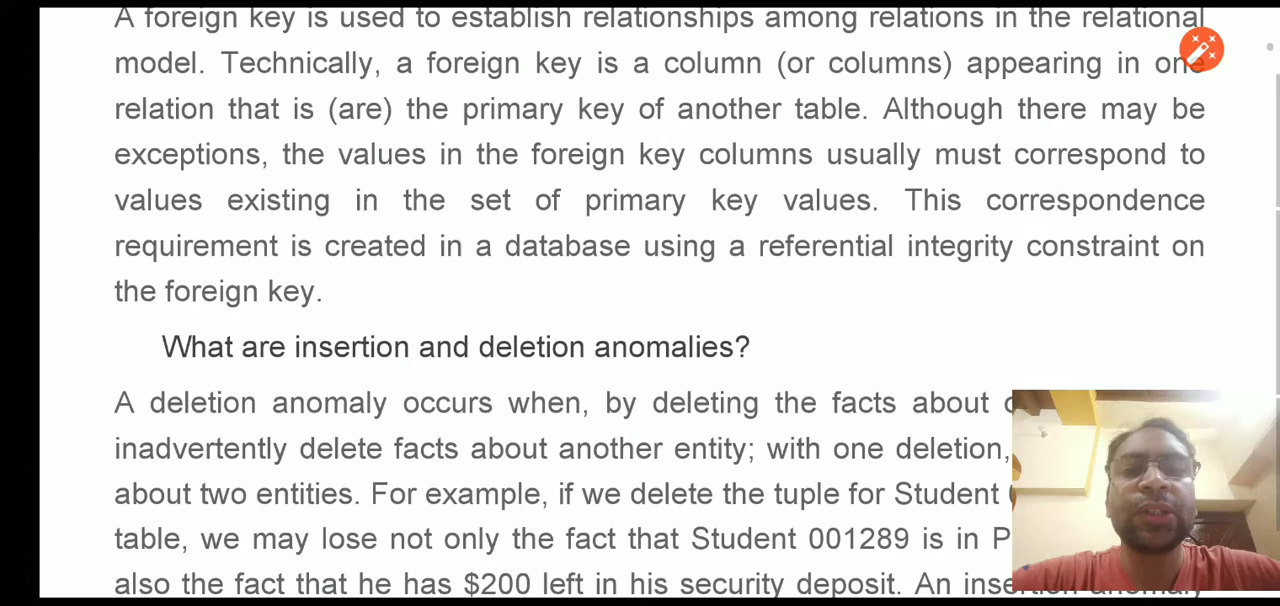 A foreign key is used to establish relationships among relations in the relational
model. Technically, a foreign key is a column (or columns) appearing in one
relation that is (are) the primary key of another table. Although there may be
exceptions, the values in the foreign key columns usually must correspond to
values existing in the set of primary key values. This correspondence
requirement is created in a database using a referential integrity constraint on
the foreign key.
What are insertion and deletion anomalies?
A deletion anomaly occurs when, by deleting the facts about
inadvertently delete facts about another entity; with one deletion,
about two entities. For example, if we delete the tuple for Student
table, we may lose not only the fact that Student 001289 is in P
also the fact that he has $200 left in his security deposit. An insertion anomaly